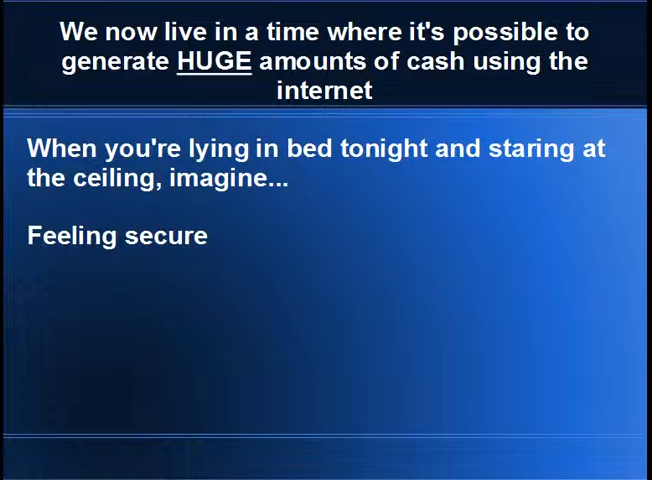 We now live in a time where it's possible to
generate HUGE amounts of cash using the
internet
When you're lying in bed tonight and staring at
the ceiling, imagine...
Feeling secure